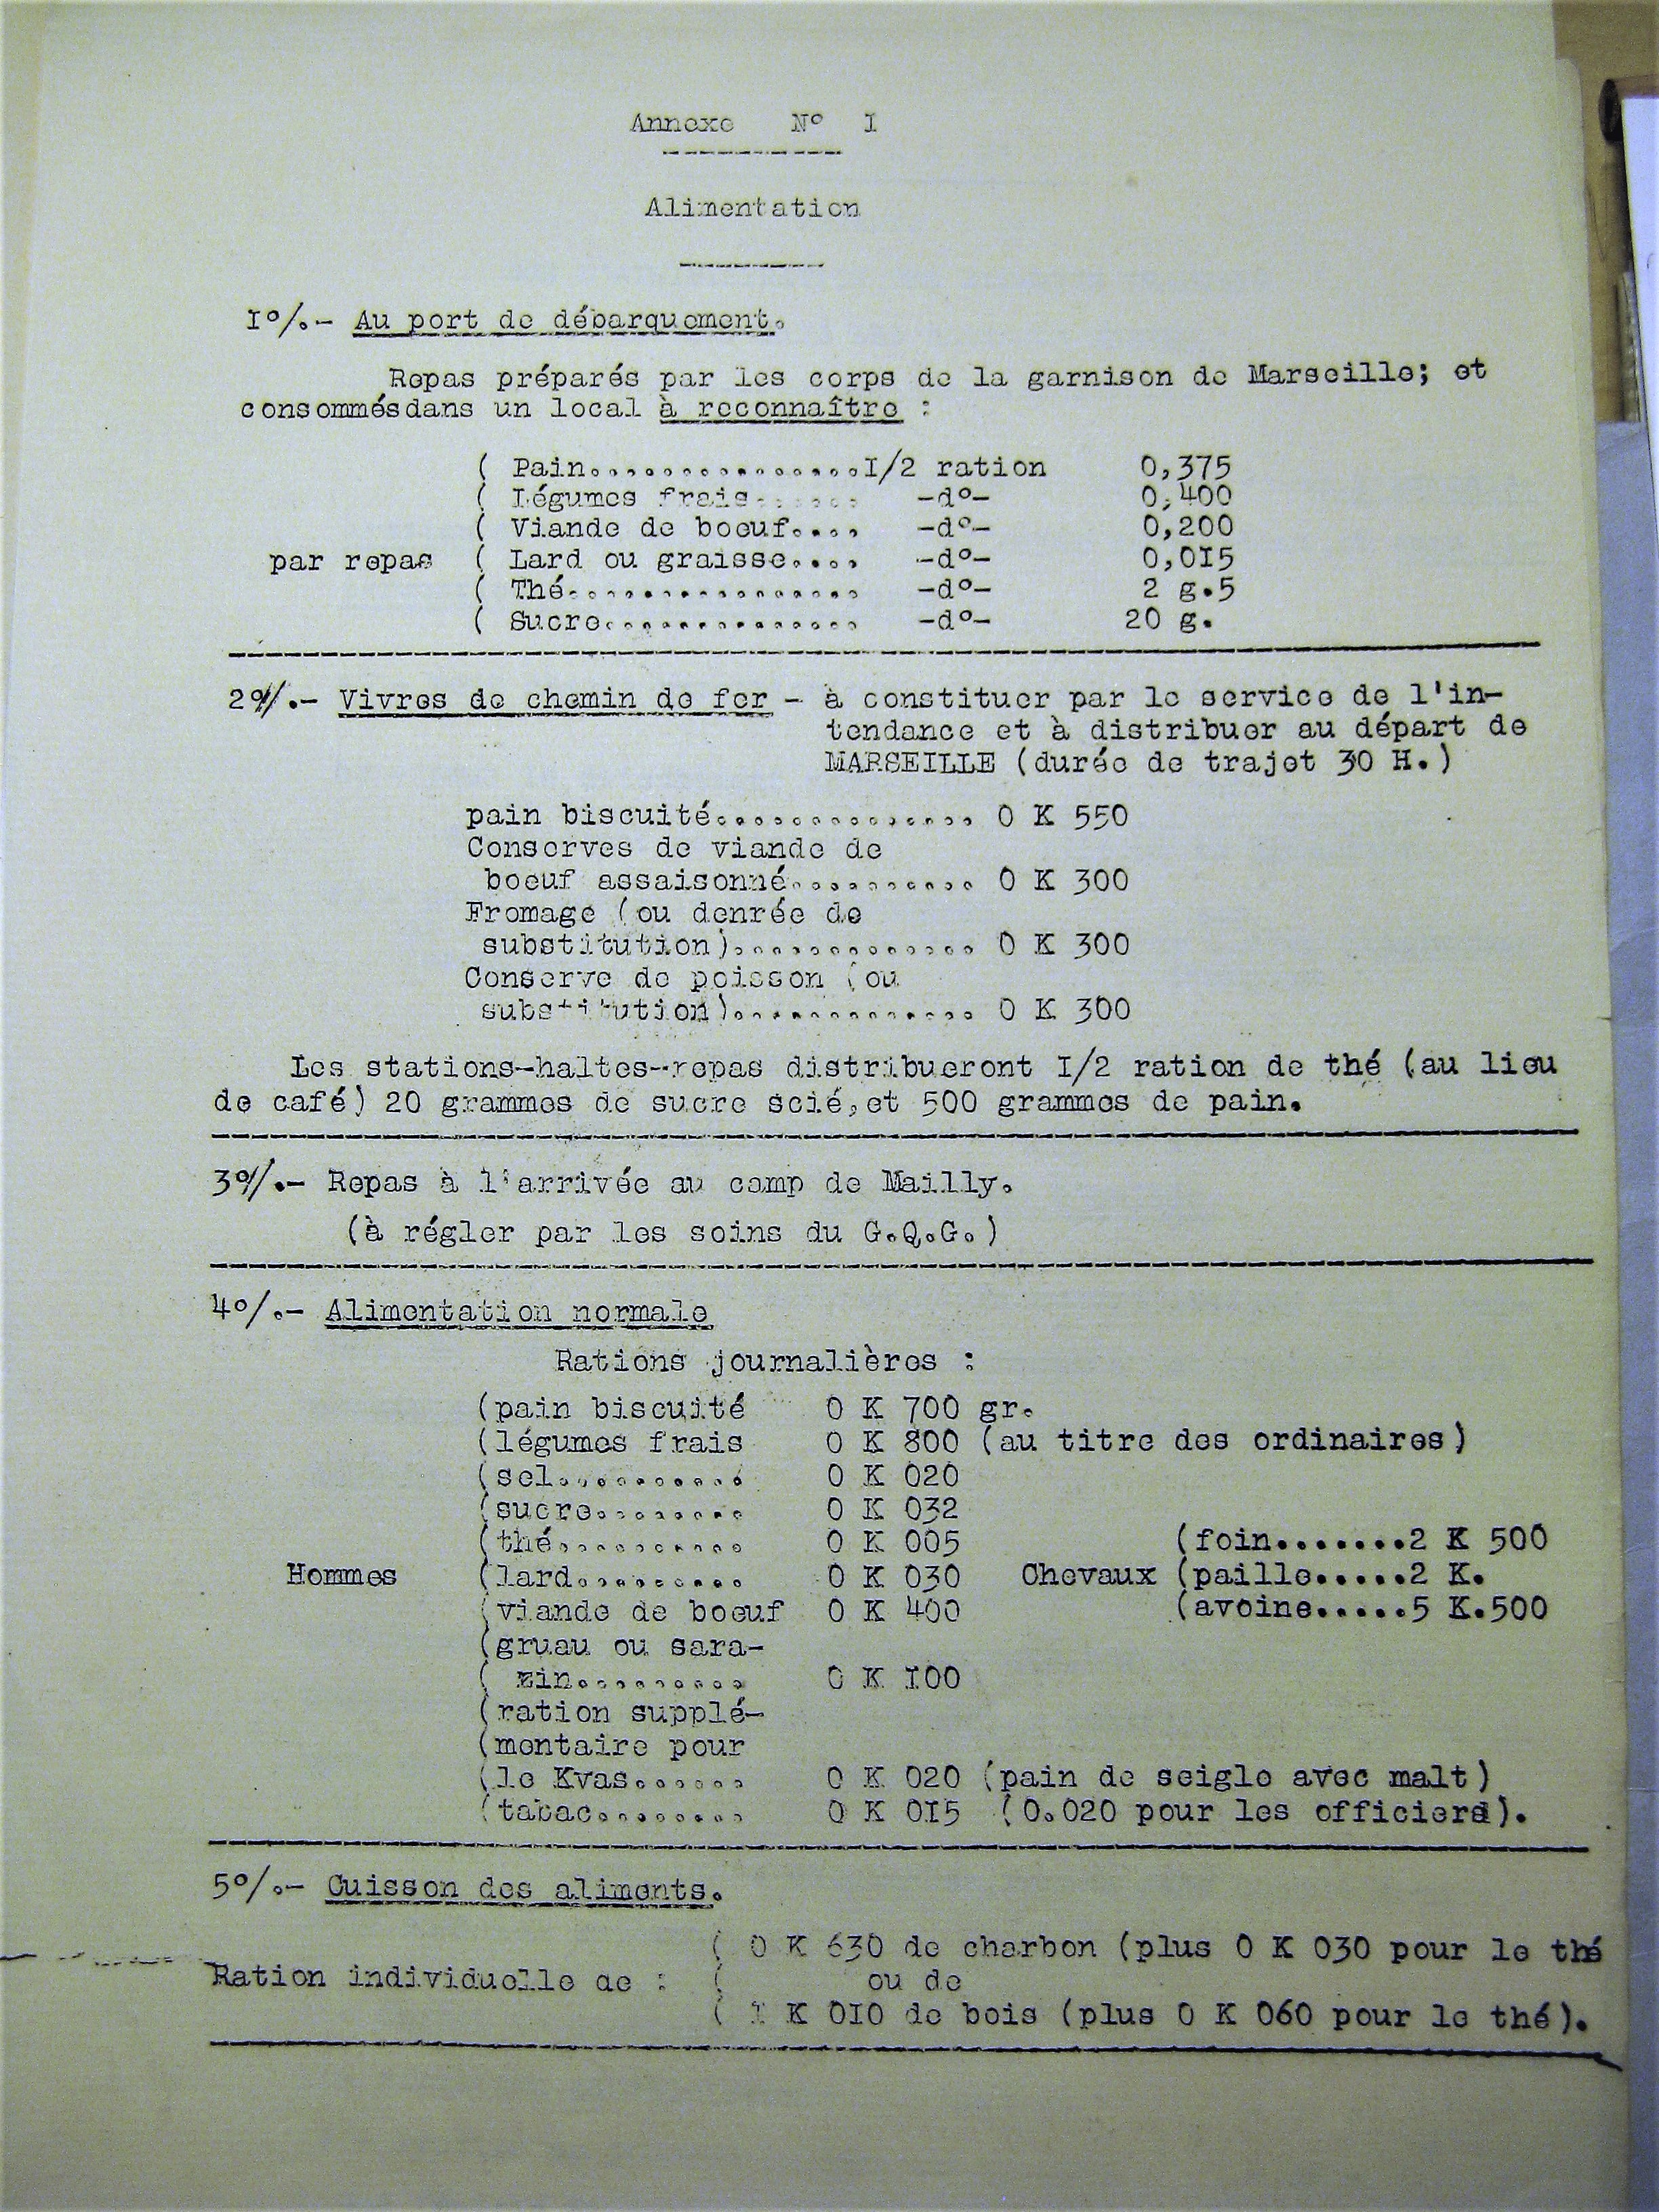 Annexe N° I
Alimentation
I°/.- Au port de débarquement.
Repas préparés par les corps de la garnison de Marseille; et
consommésdans un local à reconnaître :
( Pain...............I/2 ration 0,375
( Légumes frais...... -d°- 0,400
( Viande de boeuf.... -d°- 0,200
par repas ( Lard ou graisse.... -d°- 0,0I5
( Thé................ -d°- 2 g.5
( Sucre.............. -d°- 20 g.
2°/.- Vivres de chemin de fer - à constituer par le service de l'in-
tendance et à distribuer au départ de
MARSEILLE (durée de trajet 30 H.)
pain biscuité.............. 0 K 550
Conserves de viande de
boeuf assaisonné.......... 0 K 300
Fromage (ou denrée de
substitution)............. 0 K 300
Conserve de poisson (ou
substitution)............. 0 K 300
Les stations-haltes-repas distribueront I/2 ration de thé (au lieu
de café) 20 grammes de sucre scié,et 500 grammes de pain.
3°/.- Repas à l'arrivée au camp de Mailly.
(à régler par les soins du G.Q.G.)
4°/.- Alimentation normale
Rations journalières :
(pain biscuité 0 K 700 gr.
(légumes frais 0 K 800 (au titre des ordinaires)
(sel.......... 0 K 020
(sucre........ 0 K 032
(thé.......... 0 K 005 (foin.......2 K 500
Hommes (lard......... 0 K 030 Chevaux (paille.....2 K.
(viande de boeuf 0 K 400 (avoine.....5 K.500
(gruau ou sara-
( zin......... 0 K I00
(ration supplé-
(mentaire pour
(le Kvas...... 0 K 020 (pain de seigle avec malt)
(tabac........ 0 K 0I5 (0.020 pour les officiers).
5°/.- Cuisson des aliments.
( 0 K 630 de charbon (plus 0 K 030 pour le thé
Ration individuelle de : ( ou de
( I K 0I0 de bois (plus 0 K 060 pour le thé).